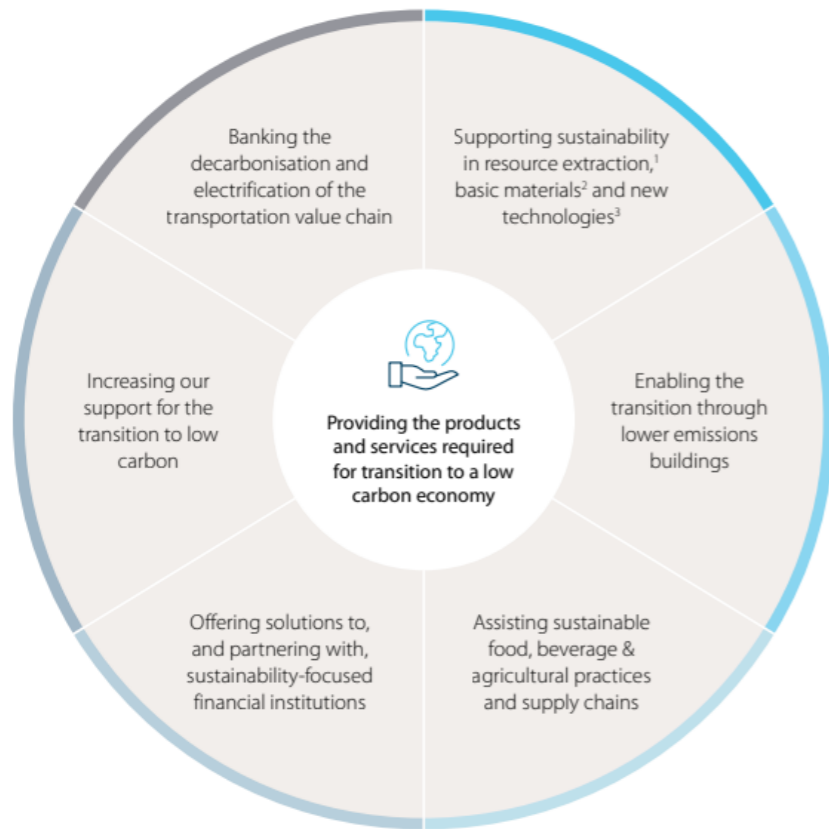 Banking the
decarbonisation and
electrification of the
transportation value chain
Supporting sustainability
in resource extraction,¹
basic materials² and new
technologies³
Increasing our
support for the
transition to low
carbon
Providing the products
and services required
for transition to a low
carbon economy
Enabling the
transition through
lower emissions
buildings
Offering solutions to,
and partnering with,
sustainability-focused
financial institutions
Assisting sustainable
food, beverage &
agricultural practices
and supply chains